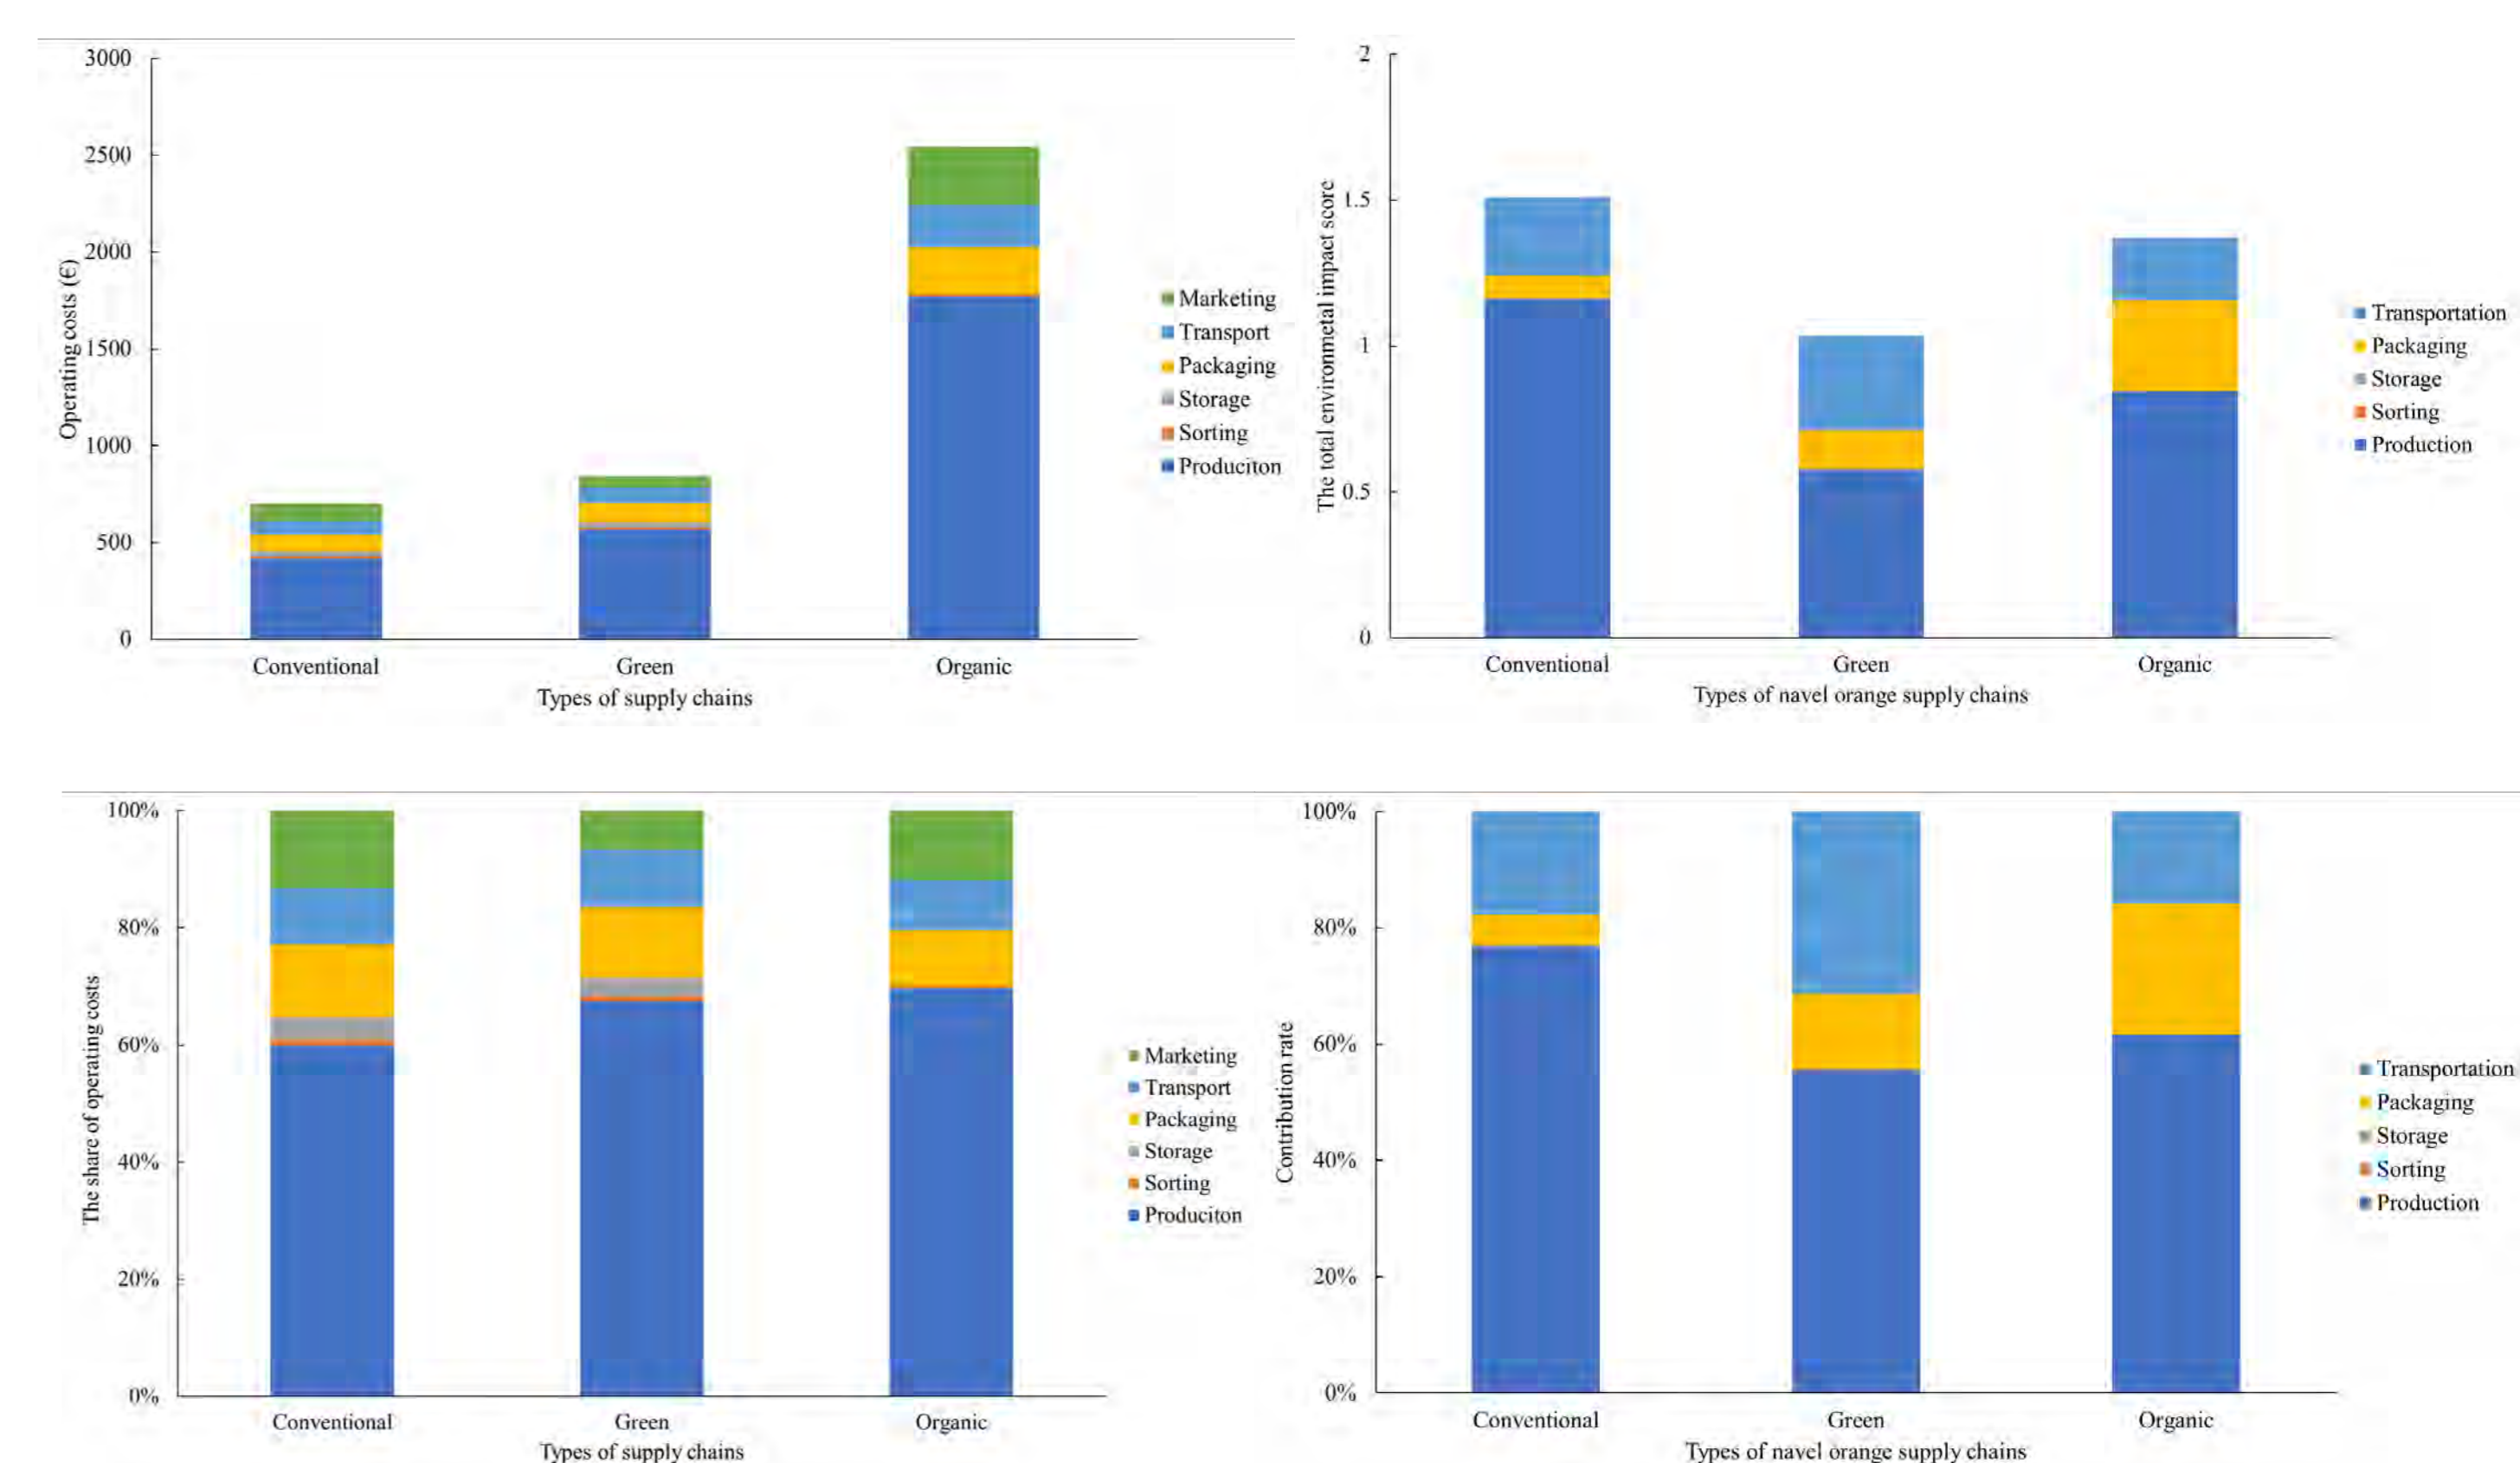 3000
2500
2000
1500
1000
500
0
Operating costs (€)
Conventional
Green
Organic
Types of supply chains
Marketing
Transport
Packaging
Storage
Sorting
Produciton
2
1.5
1
0.5
0
The total environmetal impact score
Conventional
Green
Organic
Types of navel orange supply chains
Transportation
Packaging
Storage
Sorting
Production
100%
80%
60%
40%
20%
0%
The share of operating costs
Conventional
Green
Organic
Types of supply chains
Marketing
Transport
Packaging
Storage
Sorting
Produciton
100%
80%
60%
40%
20%
0%
Contribution rate
Conventional
Green
Organic
Types of navel orange supply chains
Transportation
Packaging
Storage
Sorting
Production